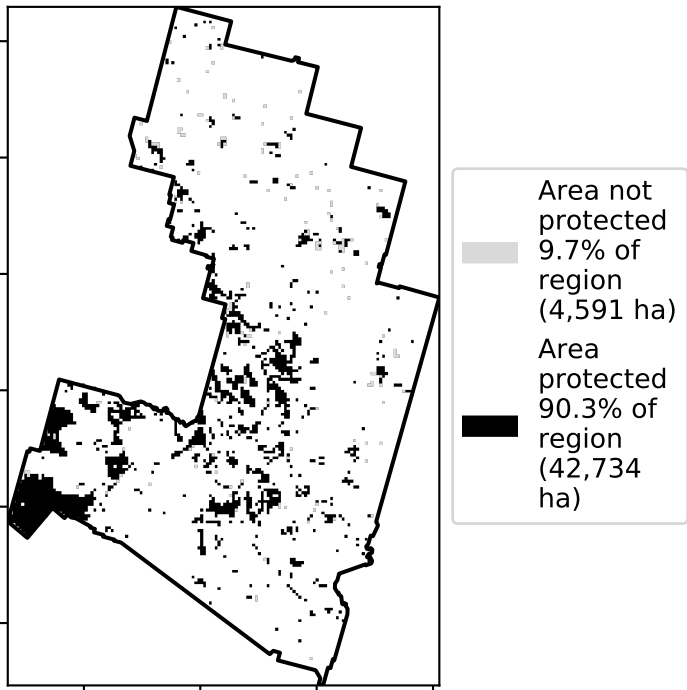 Area not
protected
9.7% of
region
(4,591 ha)
Area
protected
90.3% of
region
(42,734
ha)